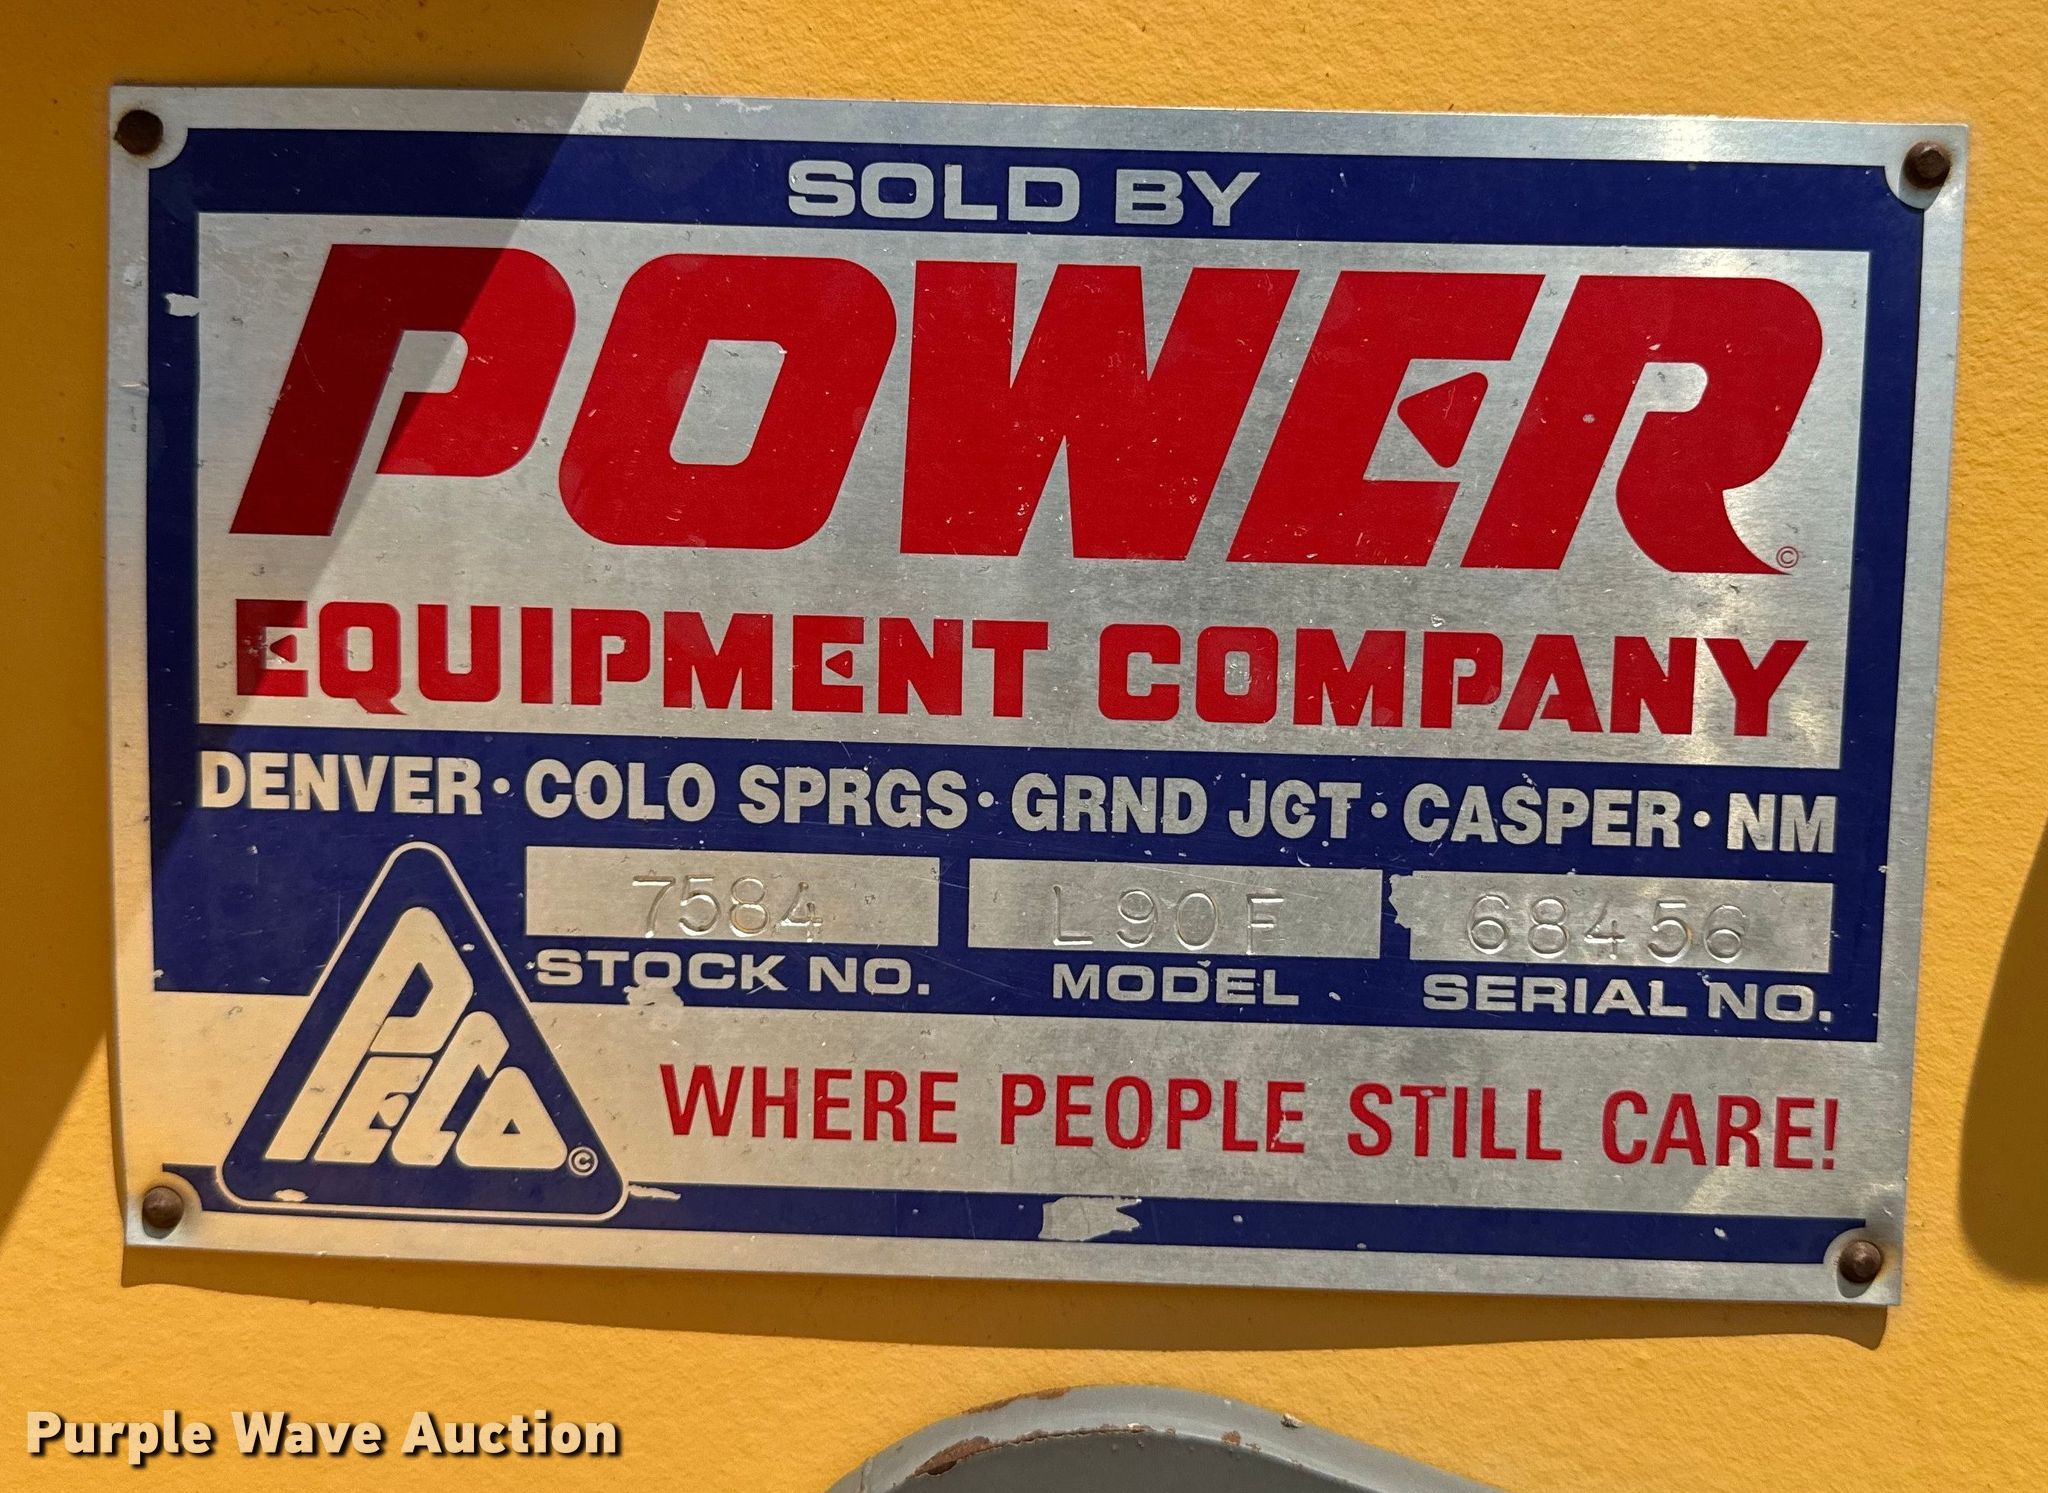 SOLD BY
POWER ©
EQUIPMENT COMPANY
DENVER · COLO SPRGS · GRND JCT · CASPER · NM
7584 L90F 68456
STOCK NO. MODEL SERIAL NO.
PECO ©
WHERE PEOPLE STILL CARE!
Purple Wave Auction